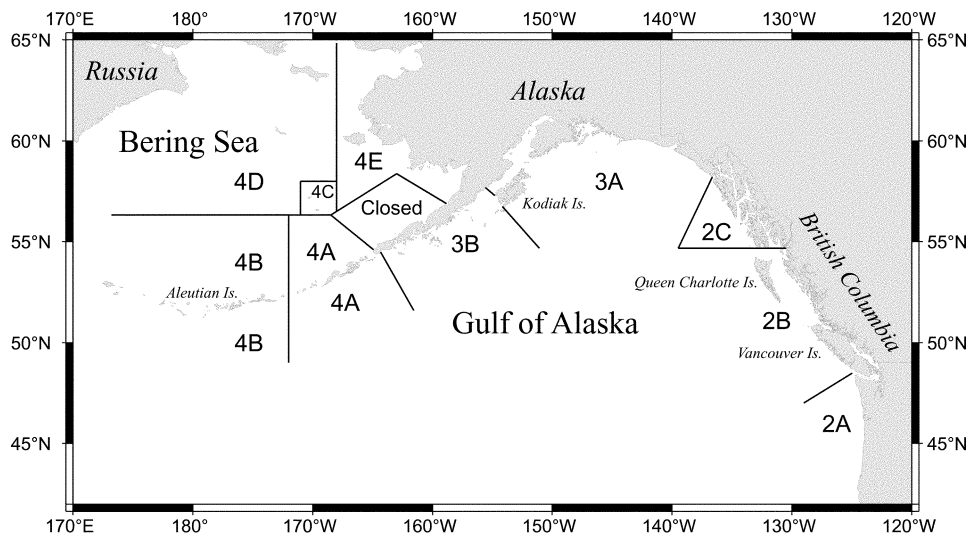 170°E 180° 170°W 160°W 150°W 140°W 130°W 120°W
65°N 65°N
Russia
Alaska
60°N 60°N
Bering Sea
4E
4D
4C
3A
Closed
Kodiak Is.
2C
3B
55°N 55°N
4B
4A
British Columbia
Queen Charlotte Is.
Aleutian Is.
4A
Gulf of Alaska
2B
50°N 50°N
4B
Vancouver Is.
2A
45°N 45°N
170°E 180° 170°W 160°W 150°W 140°W 130°W 120°W